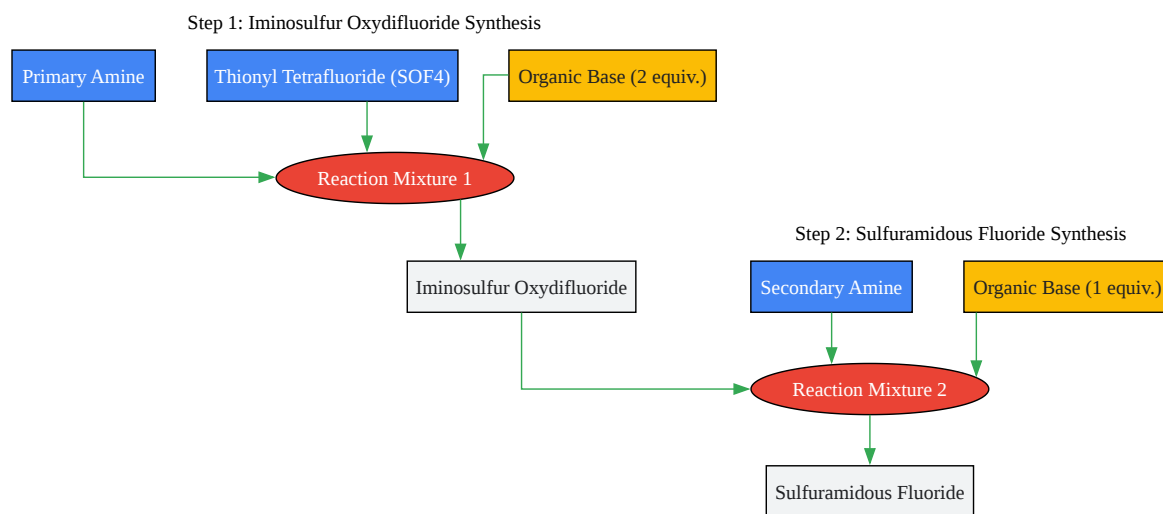 Step 1: Iminosulfur Oxydifluoride Synthesis
Primary Amine
Thionyl Tetrafluoride (SOF4)
Organic Base (2 equiv.)
Reaction Mixture 1
Step 2: Sulfuramidous Fluoride Synthesis
Iminosulfur Oxydifluoride
Secondary Amine
Organic Base (1 equiv.)
Reaction Mixture 2
Sulfuramidous Fluoride